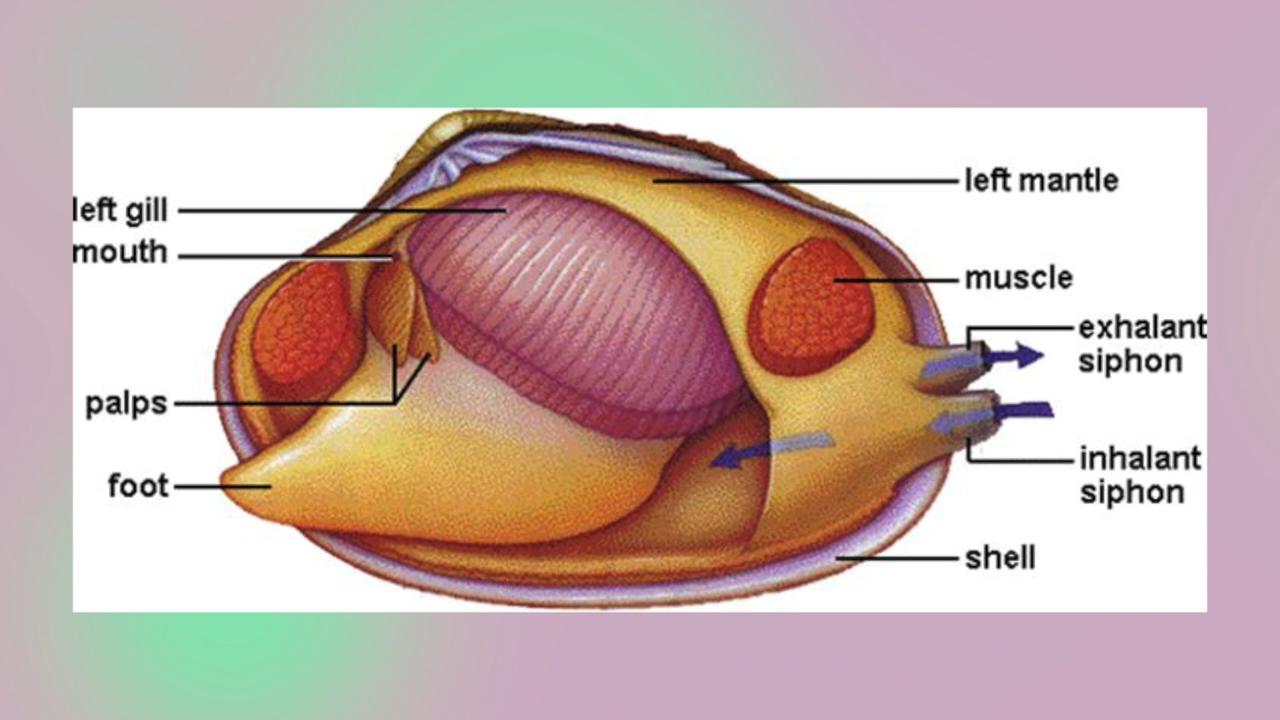 left gill
mouth
palps
foot
left mantle
muscle
exhalant
siphon
inhalant
siphon
shell